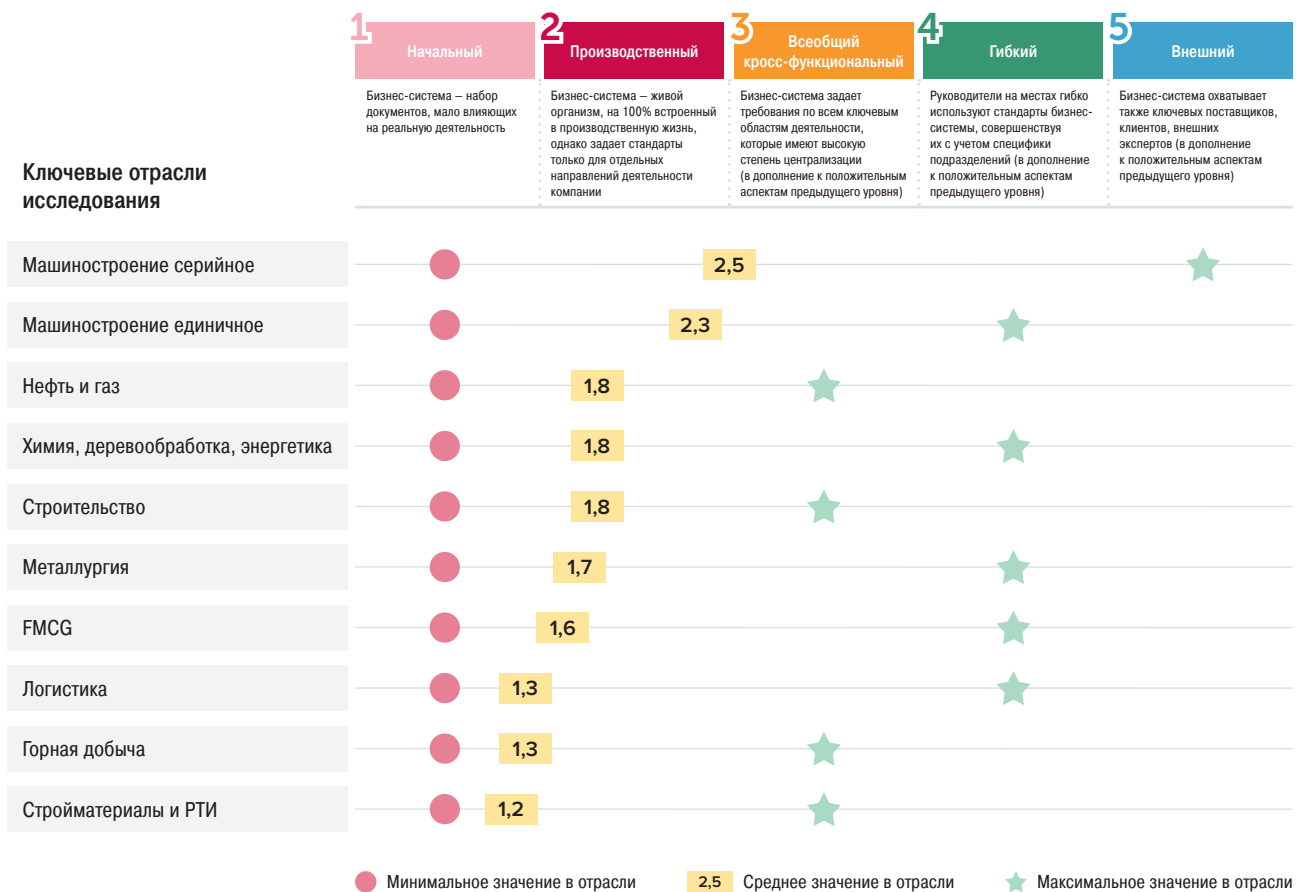 1
Начальный
2
Производственный
3
Всеобщий
кросс-функциональный
4
Гибкий
5
Внешний
Бизнес-система – набор
документов, мало влияющих
на реальную деятельность
Бизнес-система – живой
организм, на 100% встроенный
в производственную жизнь,
однако задает стандарты
только для отдельных
направлений деятельности
компании
Бизнес-система задает
требования по всем ключевым
областям деятельности,
которые имеют высокую
степень централизации
(в дополнение к положительным
аспектам предыдущего уровня)
Руководители на местах гибко
используют стандарты бизнес-
системы, совершенствуя
их с учетом специфики
подразделений (в дополнение
к положительным аспектам
предыдущего уровня)
Бизнес-система охватывает
также ключевых поставщиков,
клиентов, внешних
экспертов (в дополнение
к положительным аспектам
предыдущего уровня)
Ключевые отрасли
исследования
Машиностроение серийное 2,5
Машиностроение единичное 2,3
Нефть и газ 1,8
Химия, деревообработка, энергетика 1,8
Строительство 1,8
Металлургия 1,7
FMCG 1,6
Логистика 1,3
Горная добыча 1,3
Стройматериалы и РТИ 1,2
Минимальное значение в отрасли 2,5 Среднее значение в отрасли Максимальное значение в отрасли